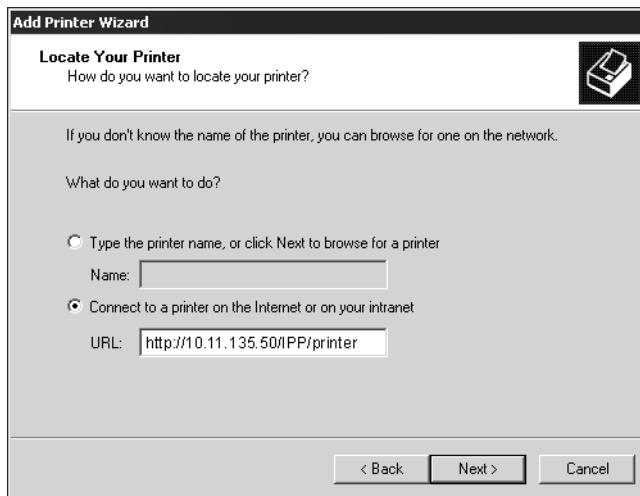 Add Printer Wizard
Locate Your Printer
How do you want to locate your printer?
If you don't know the name of the printer, you can browse for one on the network.
What do you want to do?
Type the printer name, or click Next to browse for a printer
Name:
Connect to a printer on the Internet or on your intranet
URL: http://10.11.135.50/IPP/printer
< Back Next > Cancel